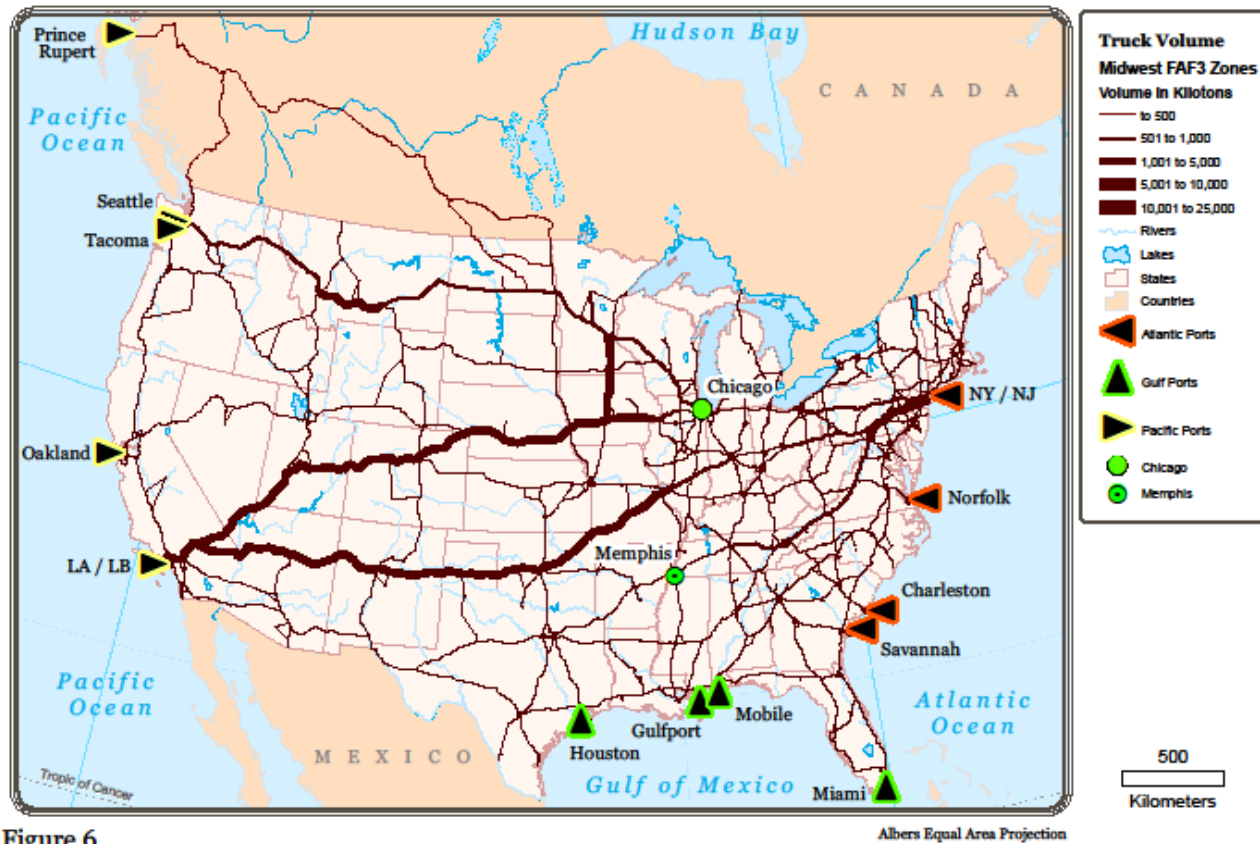 Prince
Rupert
Hudson Bay
CANADA
Pacific
Ocean
Seattle
Tacoma
Chicago
NY / NJ
Oakland
Norfolk
LA / LB
Memphis
Charleston
Savannah
Pacific
Ocean
Atlantic
Ocean
Mobile
Gulfport
Houston
MEXICO
Gulf of Mexico
Miami
Tropic of Cancer
Truck Volume
Midwest FAF3 Zones
Volume in Kilotons
to 500
501 to 1,000
1,001 to 5,000
5,001 to 10,000
10,001 to 25,000
Rivers
Lakes
States
Countries
Atlantic Ports
Gulf Ports
Pacific Ports
Chicago
Memphis
500
Kilometers
Figure 6
Albers Equal Area Projection